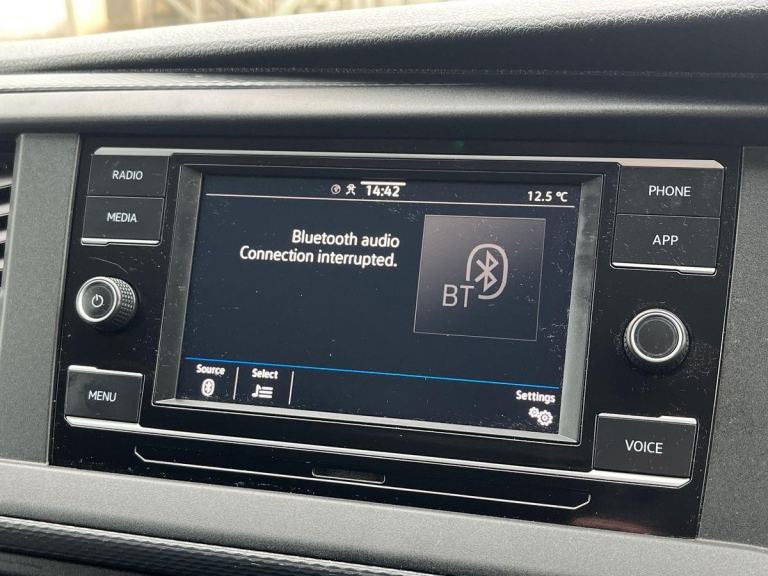 RADIO
MEDIA
MENU
14:42
12.5 °C
Bluetooth audio
Connection interrupted.
BT
Source
Select
Settings
PHONE
APP
VOICE